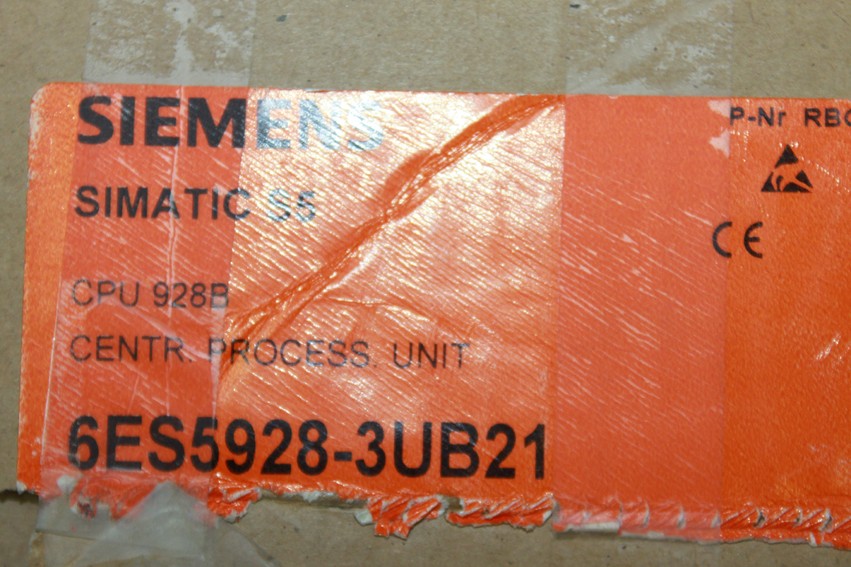 SIEMENS
P-Nr RBC
SIMATIC S5
CE
CPU 928B
CENTR. PROCESS. UNIT
6ES5928-3UB21